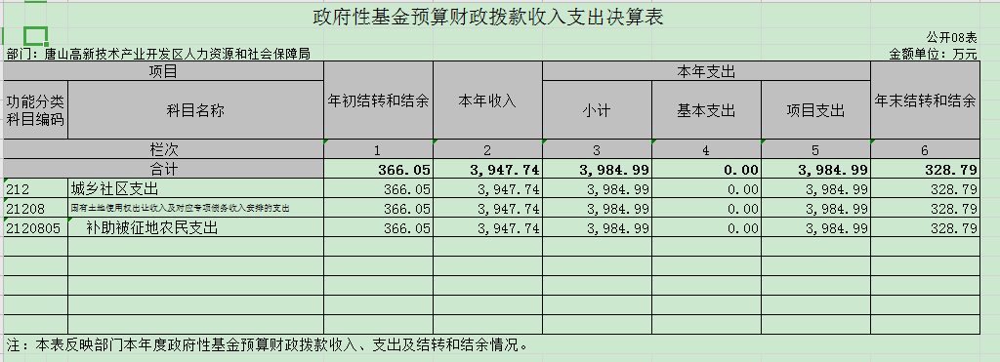 政府性基金预算财政拨款收入支出决算表
公开08表
部门：唐山高新技术产业开发区人力资源和社会保障局 金额单位：万元
项目 年初结转和结余 本年收入 本年支出 年末结转和结余
功能分类科目编码 科目名称 小计 基本支出 项目支出
栏次 1 2 3 4 5 6
合计 366.05 3,947.74 3,984.99 0.00 3,984.99 328.79
212 城乡社区支出 366.05 3,947.74 3,984.99 0.00 3,984.99 328.79
21208 国有土地使用权出让收入及对应专项债务收入安排的支出 366.05 3,947.74 3,984.99 0.00 3,984.99 328.79
2120805 补助被征地农民支出 366.05 3,947.74 3,984.99 0.00 3,984.99 328.79
注：本表反映部门本年度政府性基金预算财政拨款收入、支出及结转和结余情况。